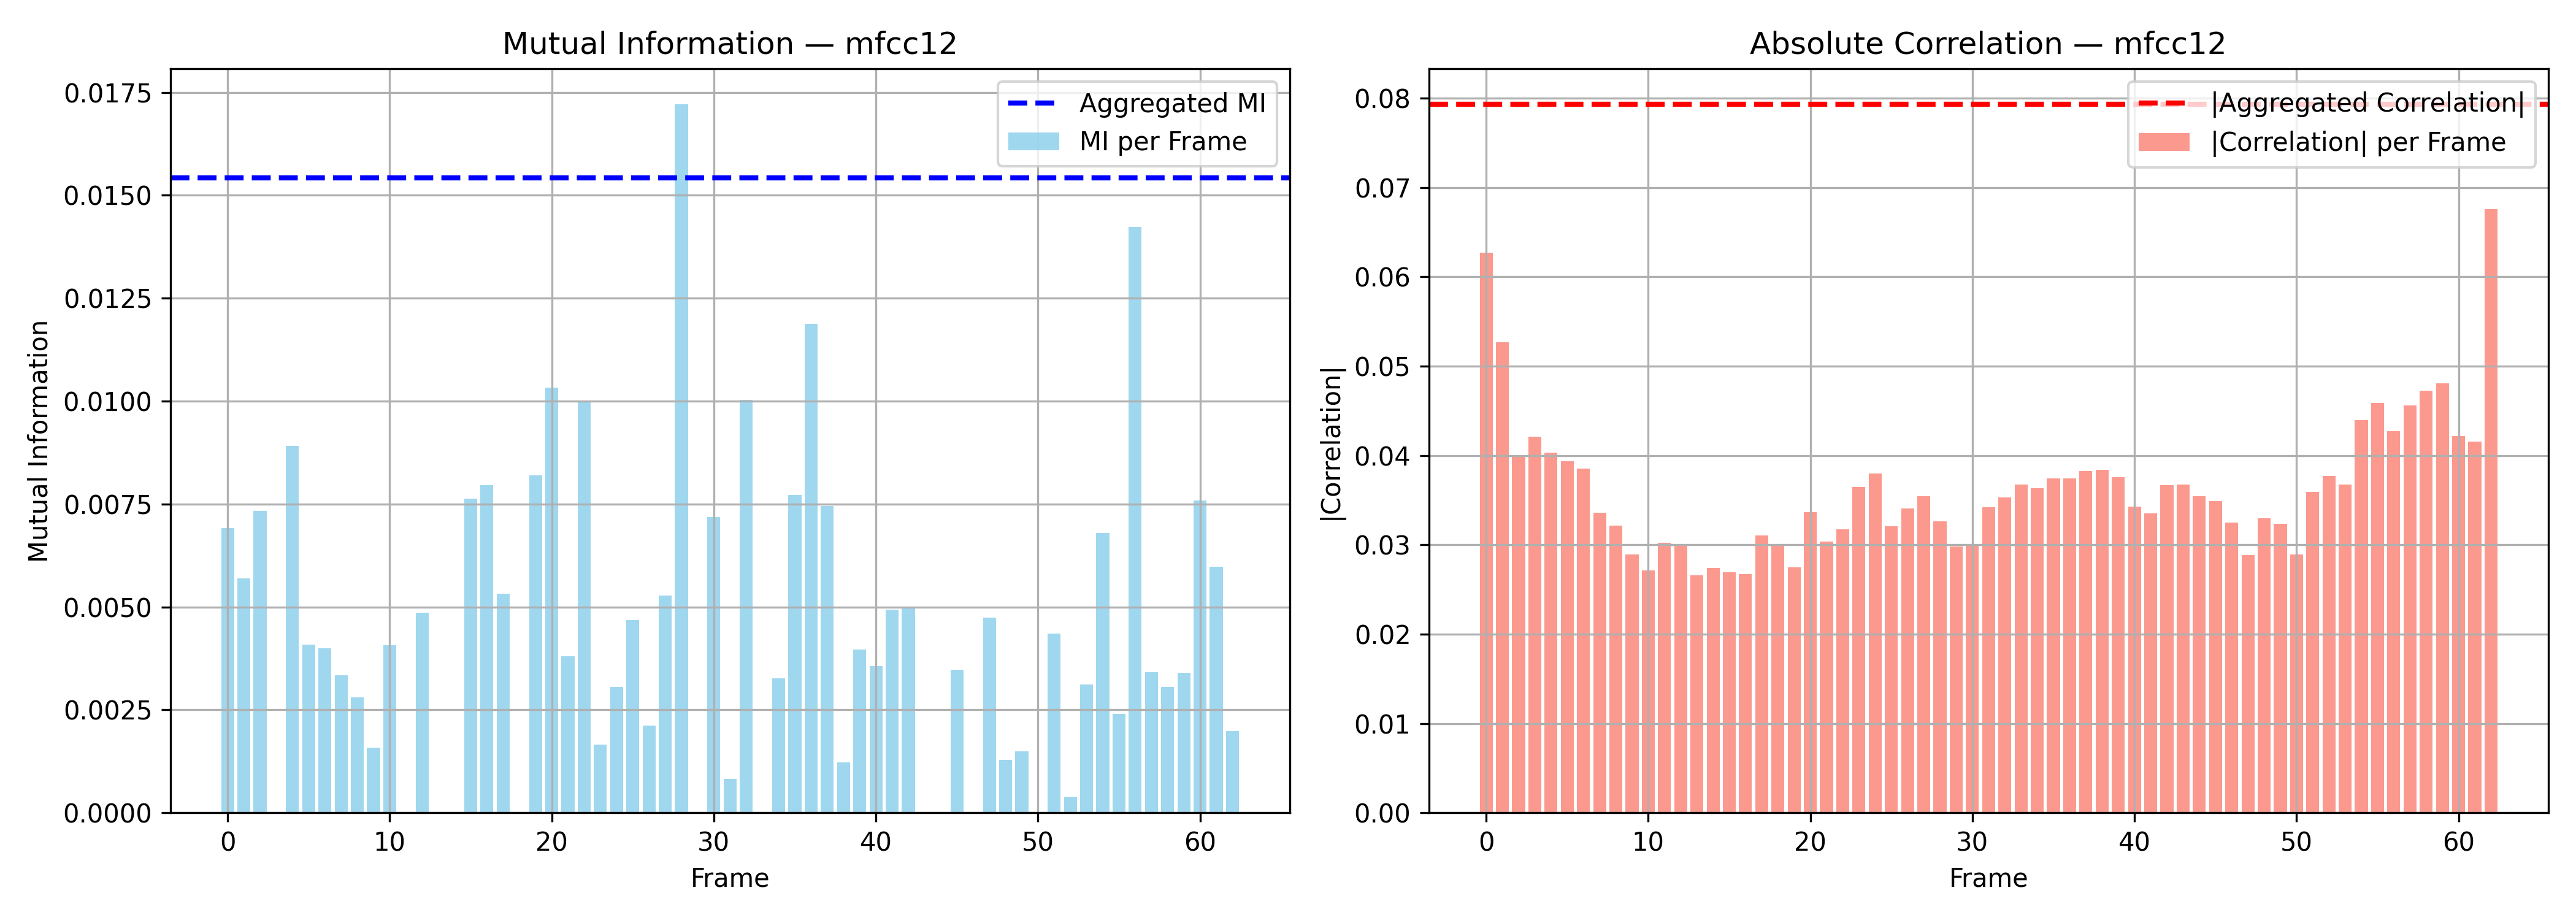 Mutual Information — mfcc12
0.0175
0.0150
0.0125
0.0100
0.0075
0.0050
0.0025
0.0000
Mutual Information
0 10 20 30 40 50 60
Frame
Aggregated MI
MI per Frame
Absolute Correlation — mfcc12
0.08
0.07
0.06
0.05
0.04
0.03
0.02
0.01
0.00
|Correlation|
0 10 20 30 40 50 60
Frame
|Aggregated Correlation|
|Correlation| per Frame